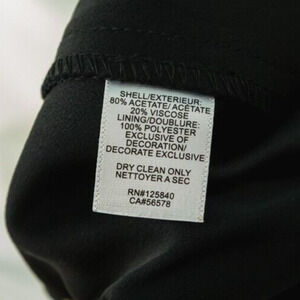 SHELL/EXTERIEUR:
80% ACETATE/ ACÉTATE
20% VISCOSE
LINING/DOUBLURE:
100% POLYESTER
EXCLUSIVE OF
DECORATION/
DECORATE EXCLUSIVE
DRY CLEAN ONLY
NETTOYER A SEC
RN#125840
CA#56578